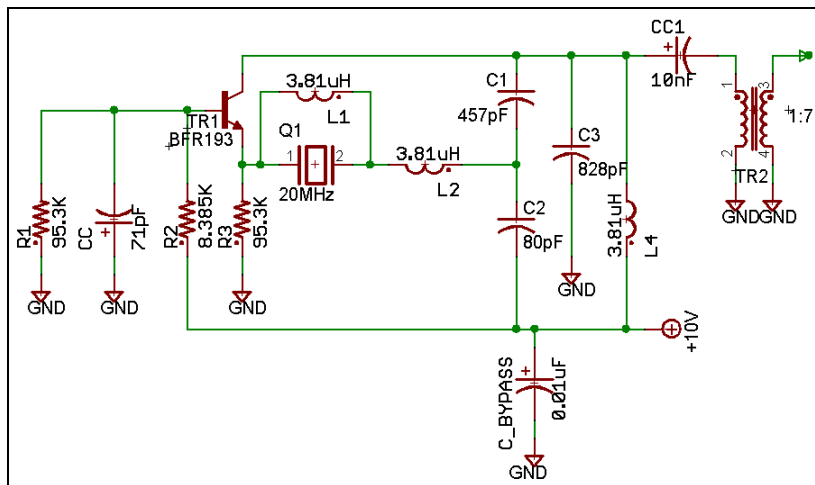 CC1
10nF
1
3
1:7
2
4
TR2
GND
GND
TR1
BFR193
3.81uH
L1
Q1
1
2
20MHz
3.81uH
L2
C1
457pF
C3
828pF
C2
80pF
3.81uH
L4
GND
R1
95.3K
CC
71pF
R2
8.385K
R3
95.3K
GND
GND
GND
+10V
C_BYPASS
0.01uF
GND